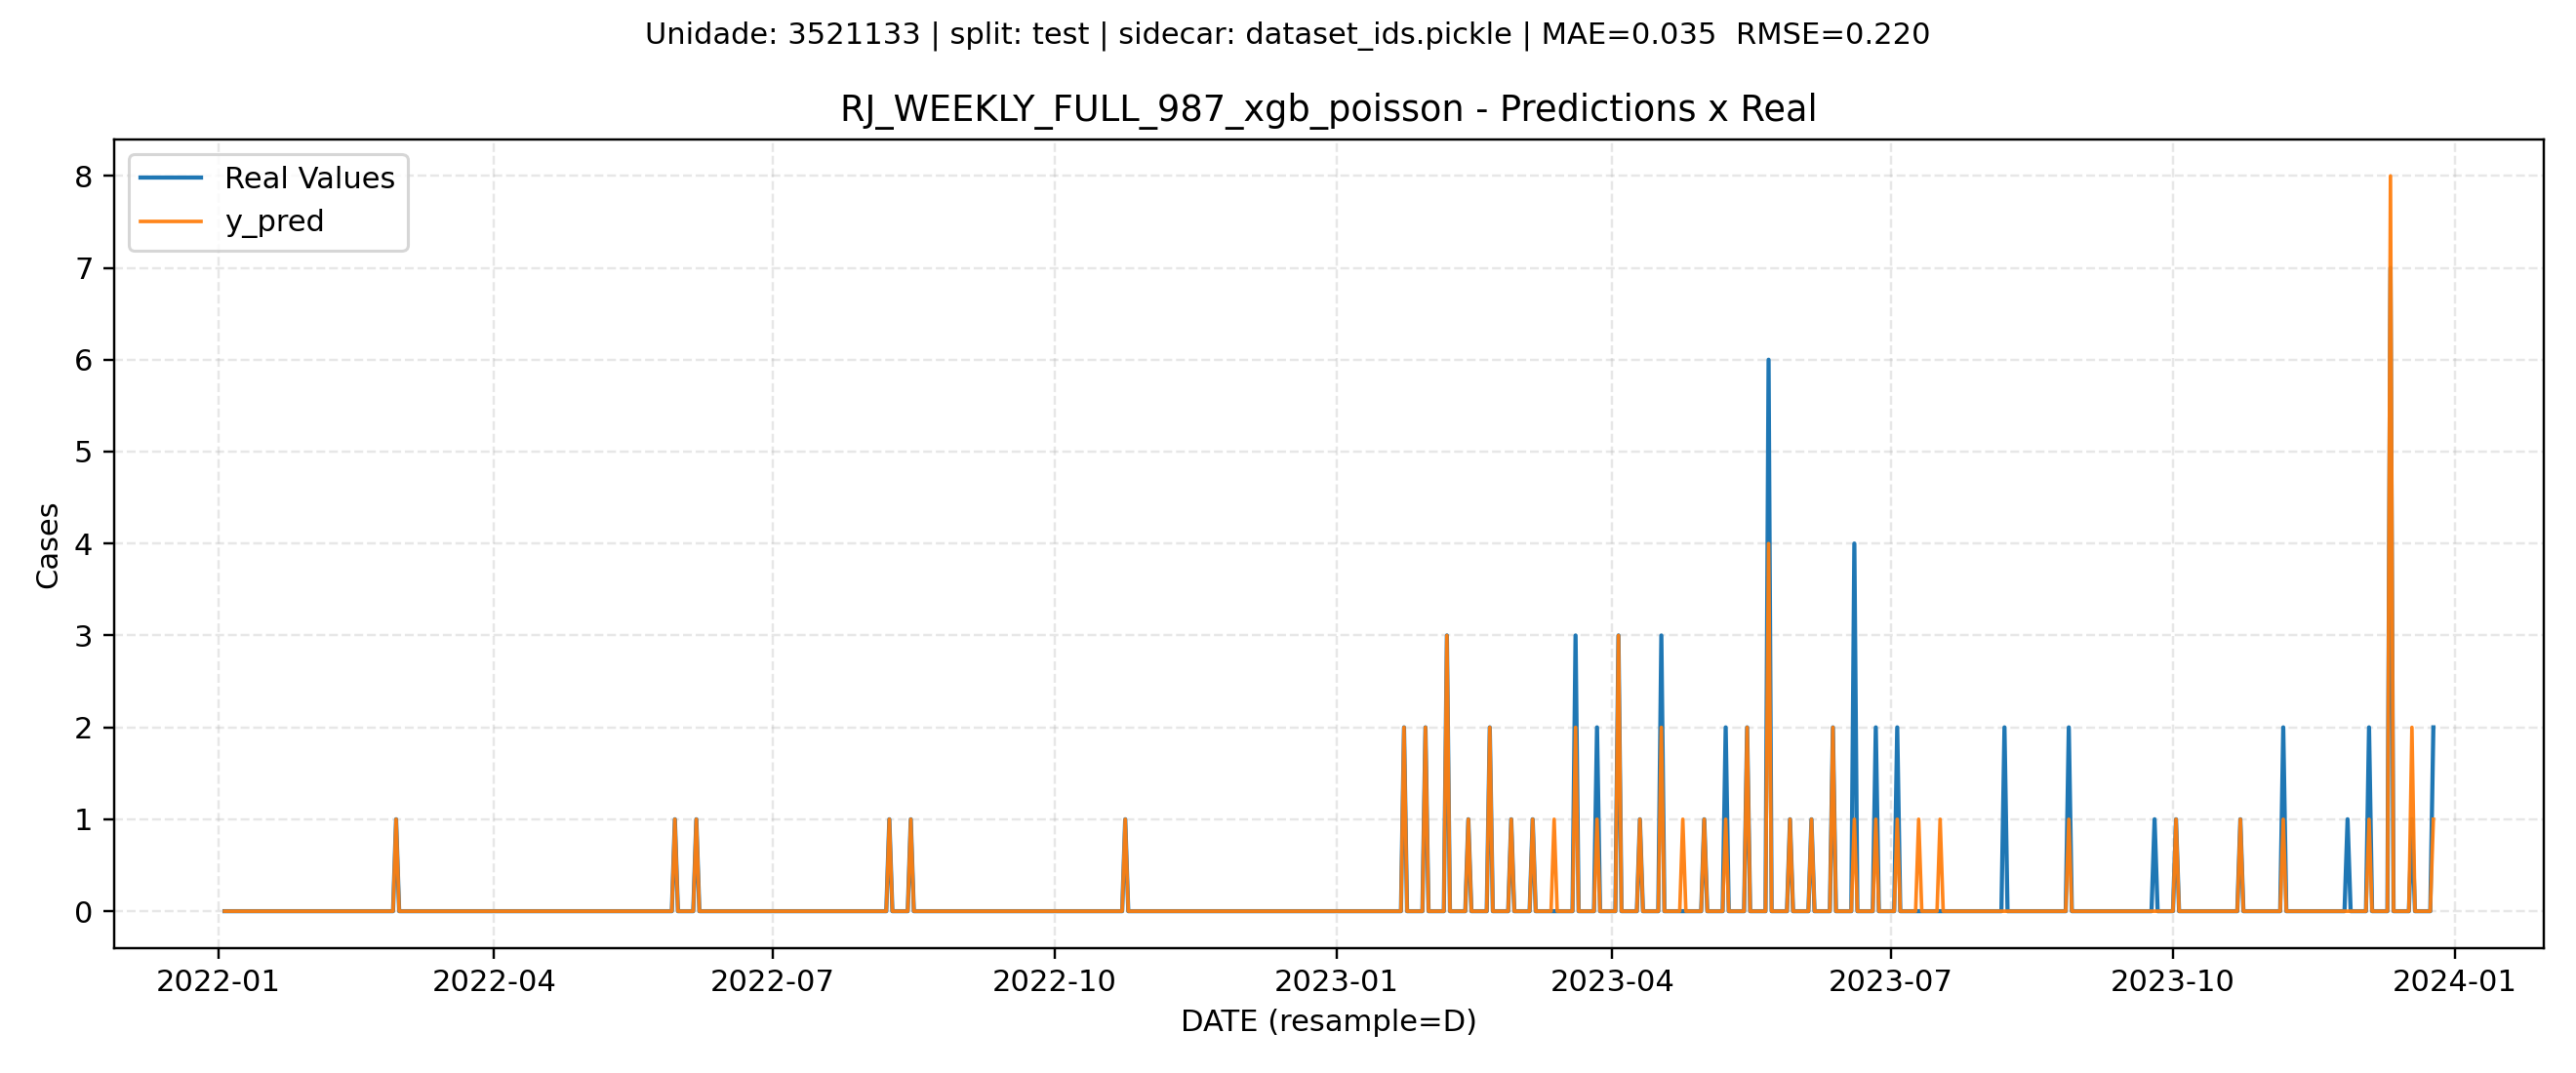 Unidade: 3521133 | split: test | sidecar: dataset_ids.pickle | MAE=0.035  RMSE=0.220
RJ_WEEKLY_FULL_987_xgb_poisson - Predictions x Real
Real Values
y_pred
8
7
6
5
4
3
2
1
0
Cases
2022-01 2022-04 2022-07 2022-10 2023-01 2023-04 2023-07 2023-10 2024-01
DATE (resample=D)